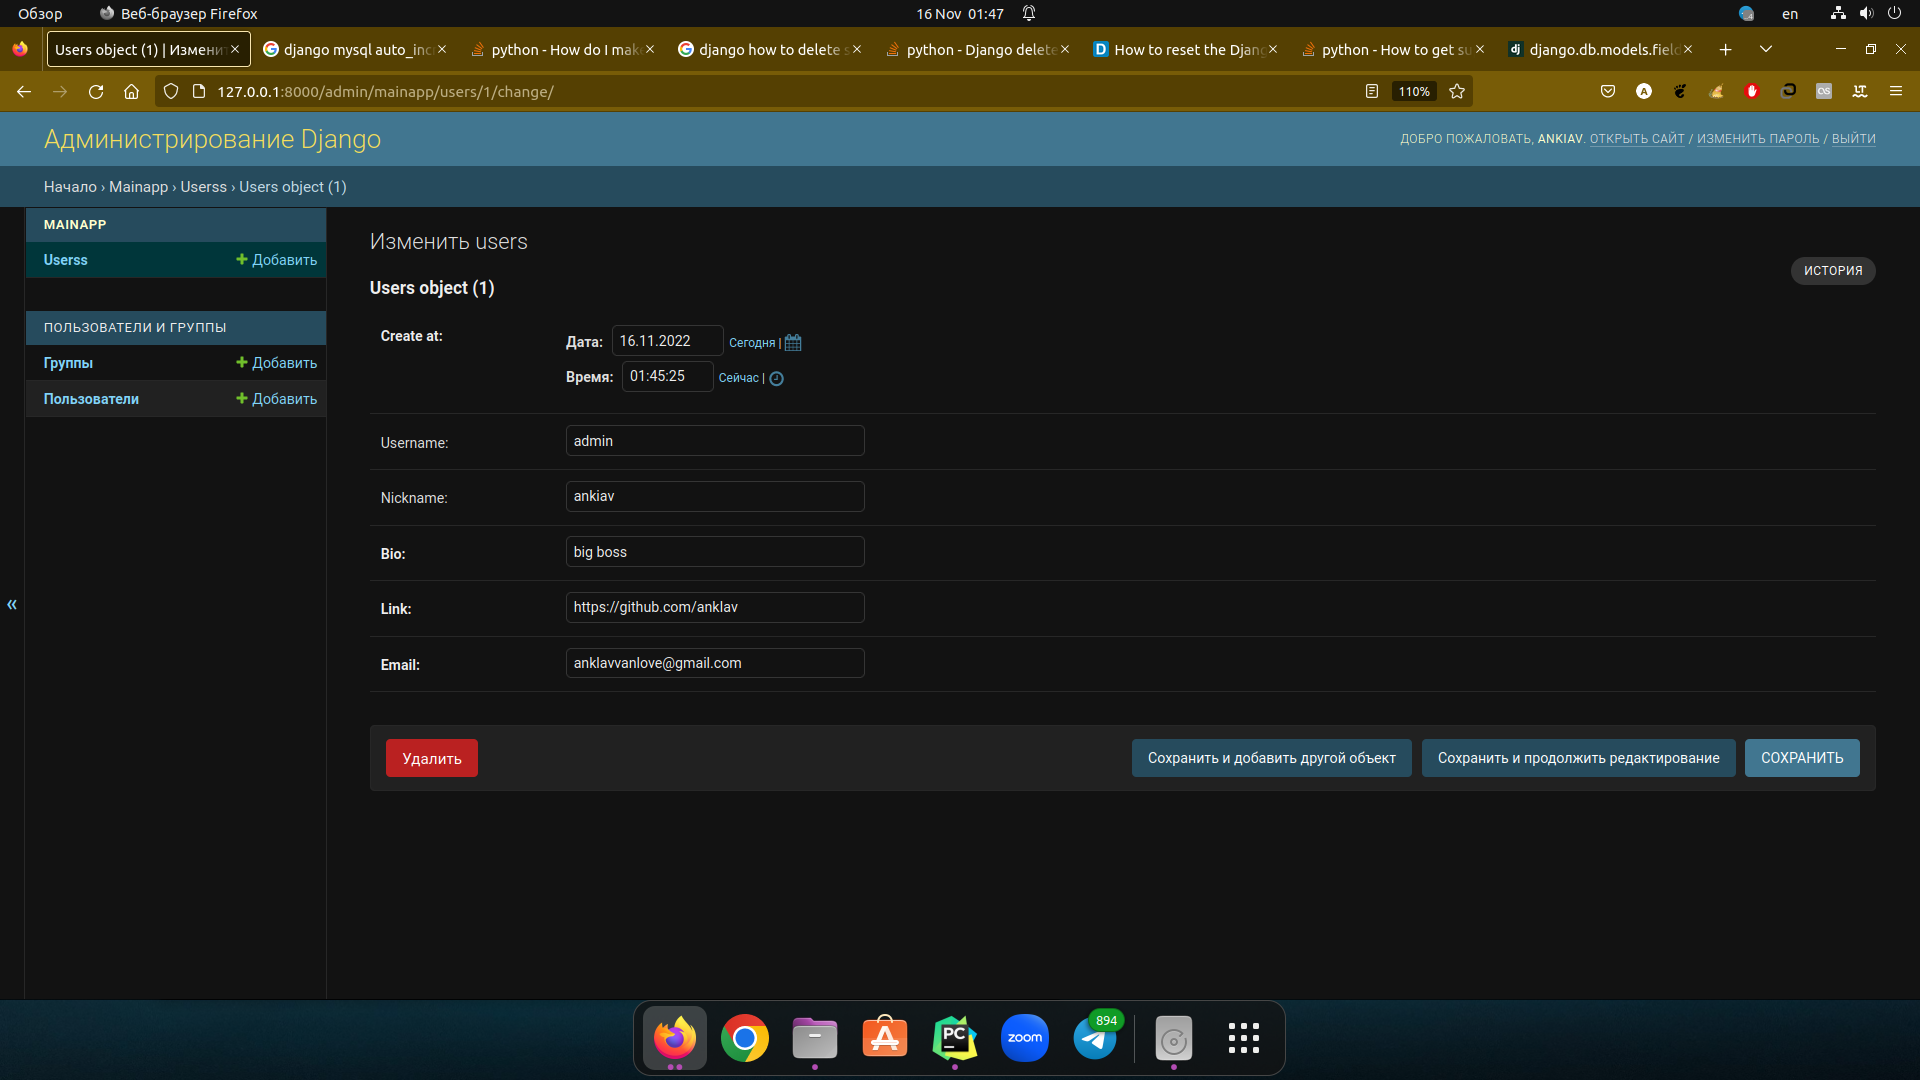 Обзор
Веб-браузер Firefox
16 Nov 01:47
en
Users object (1) | Измени
django mysql auto_inc
python - How do I mak
django how to delete s
python - Django delete
How to reset the Djang
python - How to get su
django.db.models.field
127.0.0.1:8000/admin/mainapp/users/1/change/
110%
Администрирование Django
ДОБРО ПОЖАЛОВАТЬ, ANKIAV. ОТКРЫТЬ САЙТ / ИЗМЕНИТЬ ПАРОЛЬ / ВЫЙТИ
Начало › Mainapp › Userss › Users object (1)
MAINAPP
Userss
Добавить
ПОЛЬЗОВАТЕЛИ И ГРУППЫ
Группы
Добавить
Пользователи
Добавить
«
Изменить users
ИСТОРИЯ
Users object (1)
Create at:
Дата: 16.11.2022 Сегодня |
Время: 01:45:25 Сейчас |
Username: admin
Nickname: ankiav
Bio: big boss
Link: https://github.com/anklav
Email: anklavvanlove@gmail.com
Удалить
Сохранить и добавить другой объект
Сохранить и продолжить редактирование
СОХРАНИТЬ
PC
zoom
894